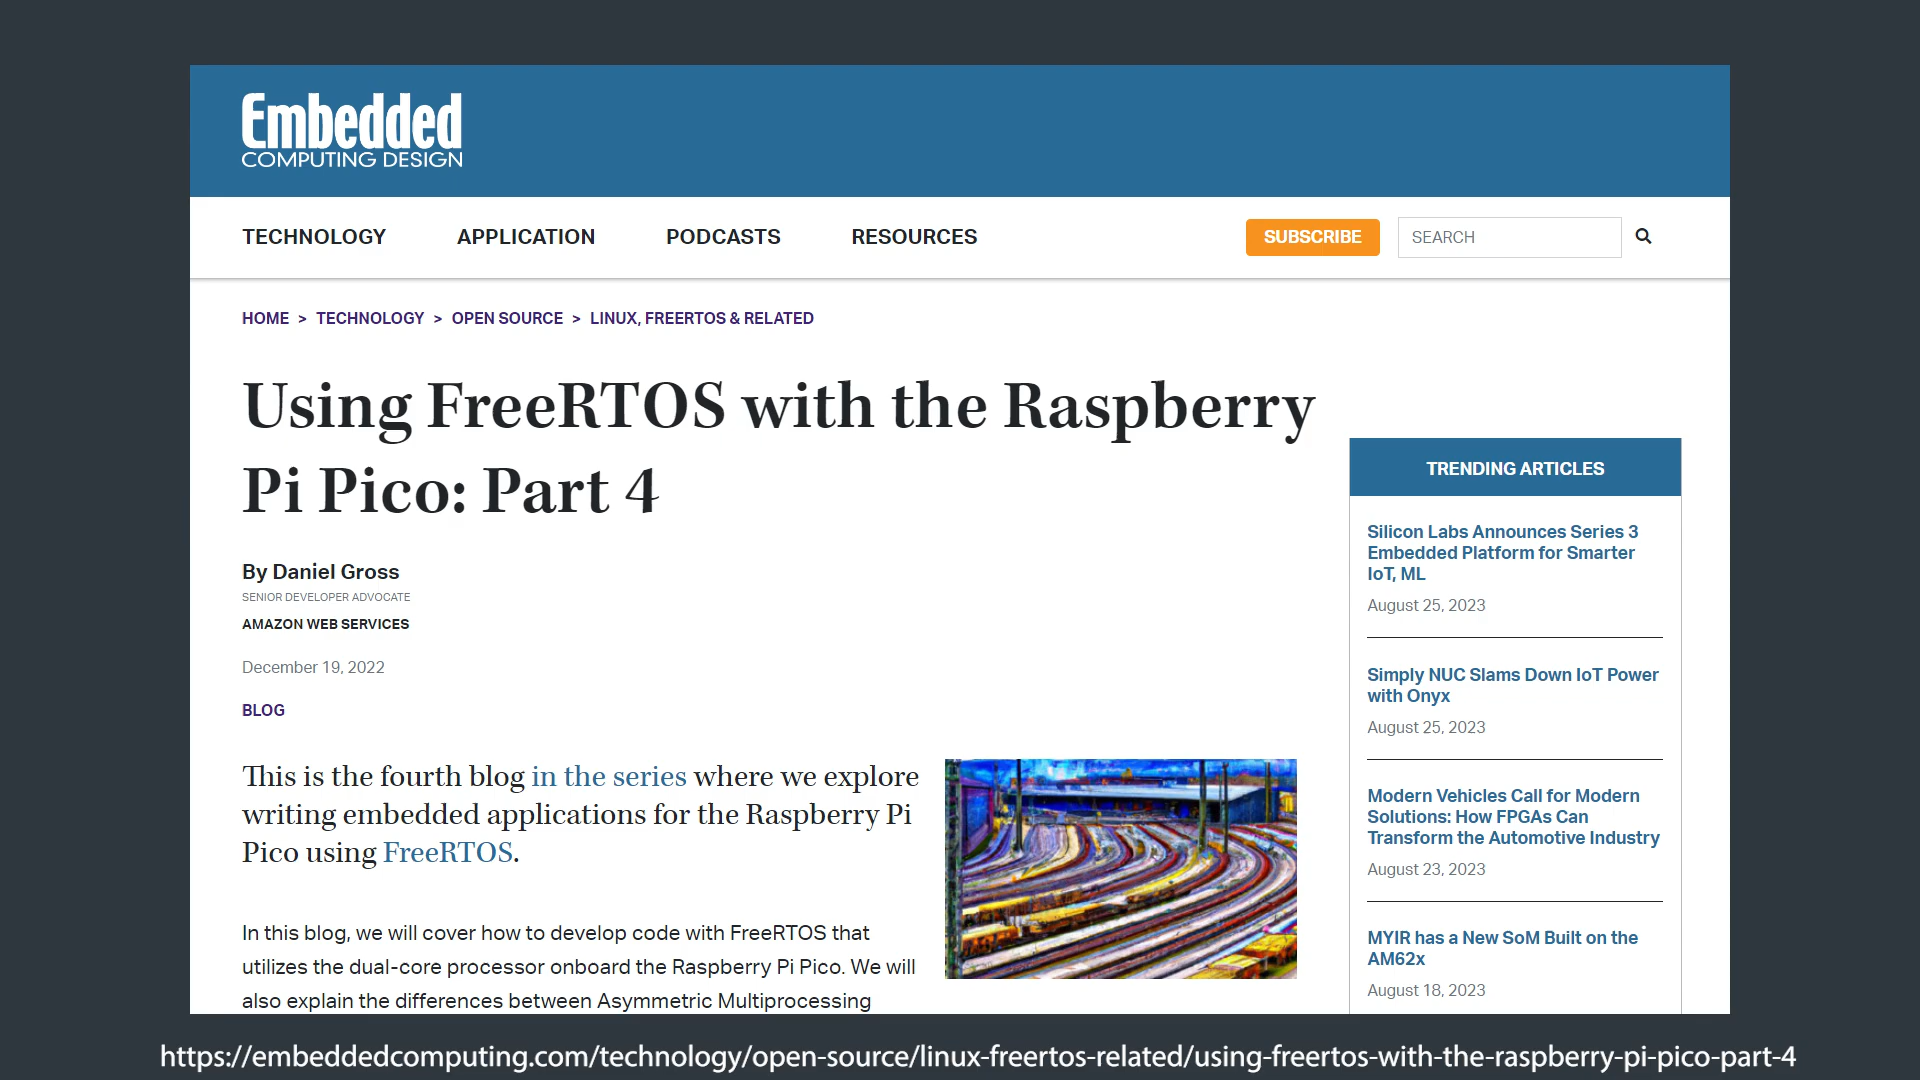 Embedded
COMPUTING DESIGN
TECHNOLOGY
APPLICATION
PODCASTS
RESOURCES
SUBSCRIBE
SEARCH
HOME > TECHNOLOGY > OPEN SOURCE > LINUX, FREERTOS & RELATED
Using FreeRTOS with the Raspberry
Pi Pico: Part 4
By Daniel Gross
SENIOR DEVELOPER ADVOCATE
AMAZON WEB SERVICES
December 19, 2022
BLOG
This is the fourth blog in the series where we explore
writing embedded applications for the Raspberry Pi
Pico using FreeRTOS.
In this blog, we will cover how to develop code with FreeRTOS that
utilizes the dual-core processor onboard the Raspberry Pi Pico. We will
also explain the differences between Asymmetric Multiprocessing
TRENDING ARTICLES
Silicon Labs Announces Series 3
Embedded Platform for Smarter
IoT, ML
August 25, 2023
Simply NUC Slams Down IoT Power
with Onyx
August 25, 2023
Modern Vehicles Call for Modern
Solutions: How FPGAs Can
Transform the Automotive Industry
August 23, 2023
MYIR has a New SoM Built on the
AM62x
August 18, 2023
https://embeddedcomputing.com/technology/open-source/linux-freertos-related/using-freertos-with-the-raspberry-pi-pico-part-4